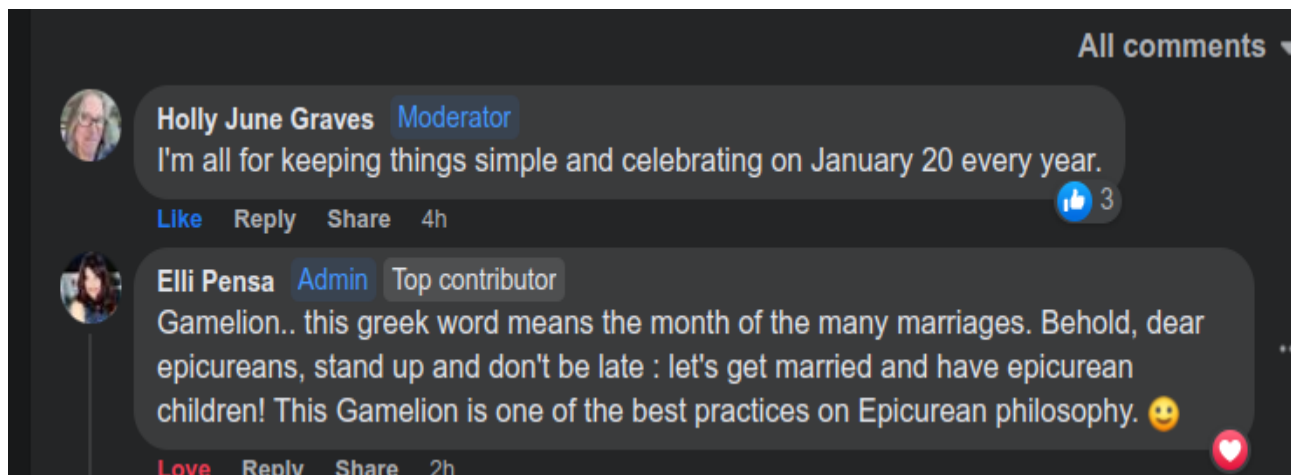 All comments
Holly June Graves Moderator
I'm all for keeping things simple and celebrating on January 20 every year.
3
Like Reply Share 4h
Elli Pensa Admin Top contributor
Gamelion.. this greek word means the month of the many marriages. Behold, dear
epicureans, stand up and don't be late : let's get married and have epicurean
children! This Gamelion is one of the best practices on Epicurean philosophy. 🙂
Love Reply Share 2h